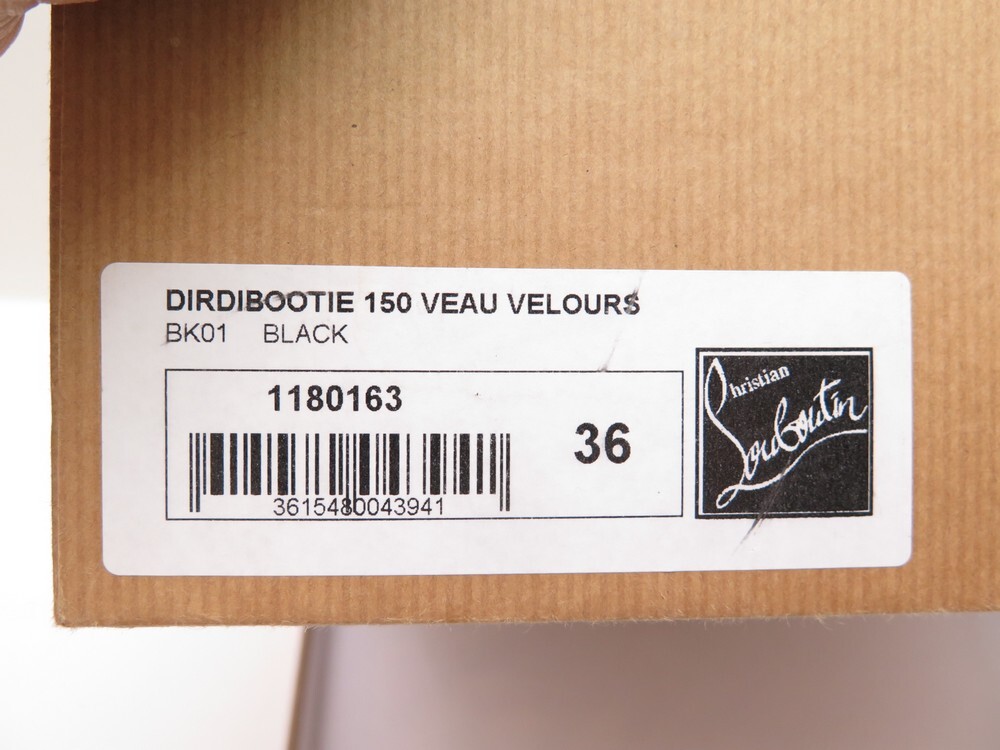 DIRDIBOOTIE 150 VEAU VELOURS
BK01 BLACK
1180163
36
3615480043941
Christian
Louboutin